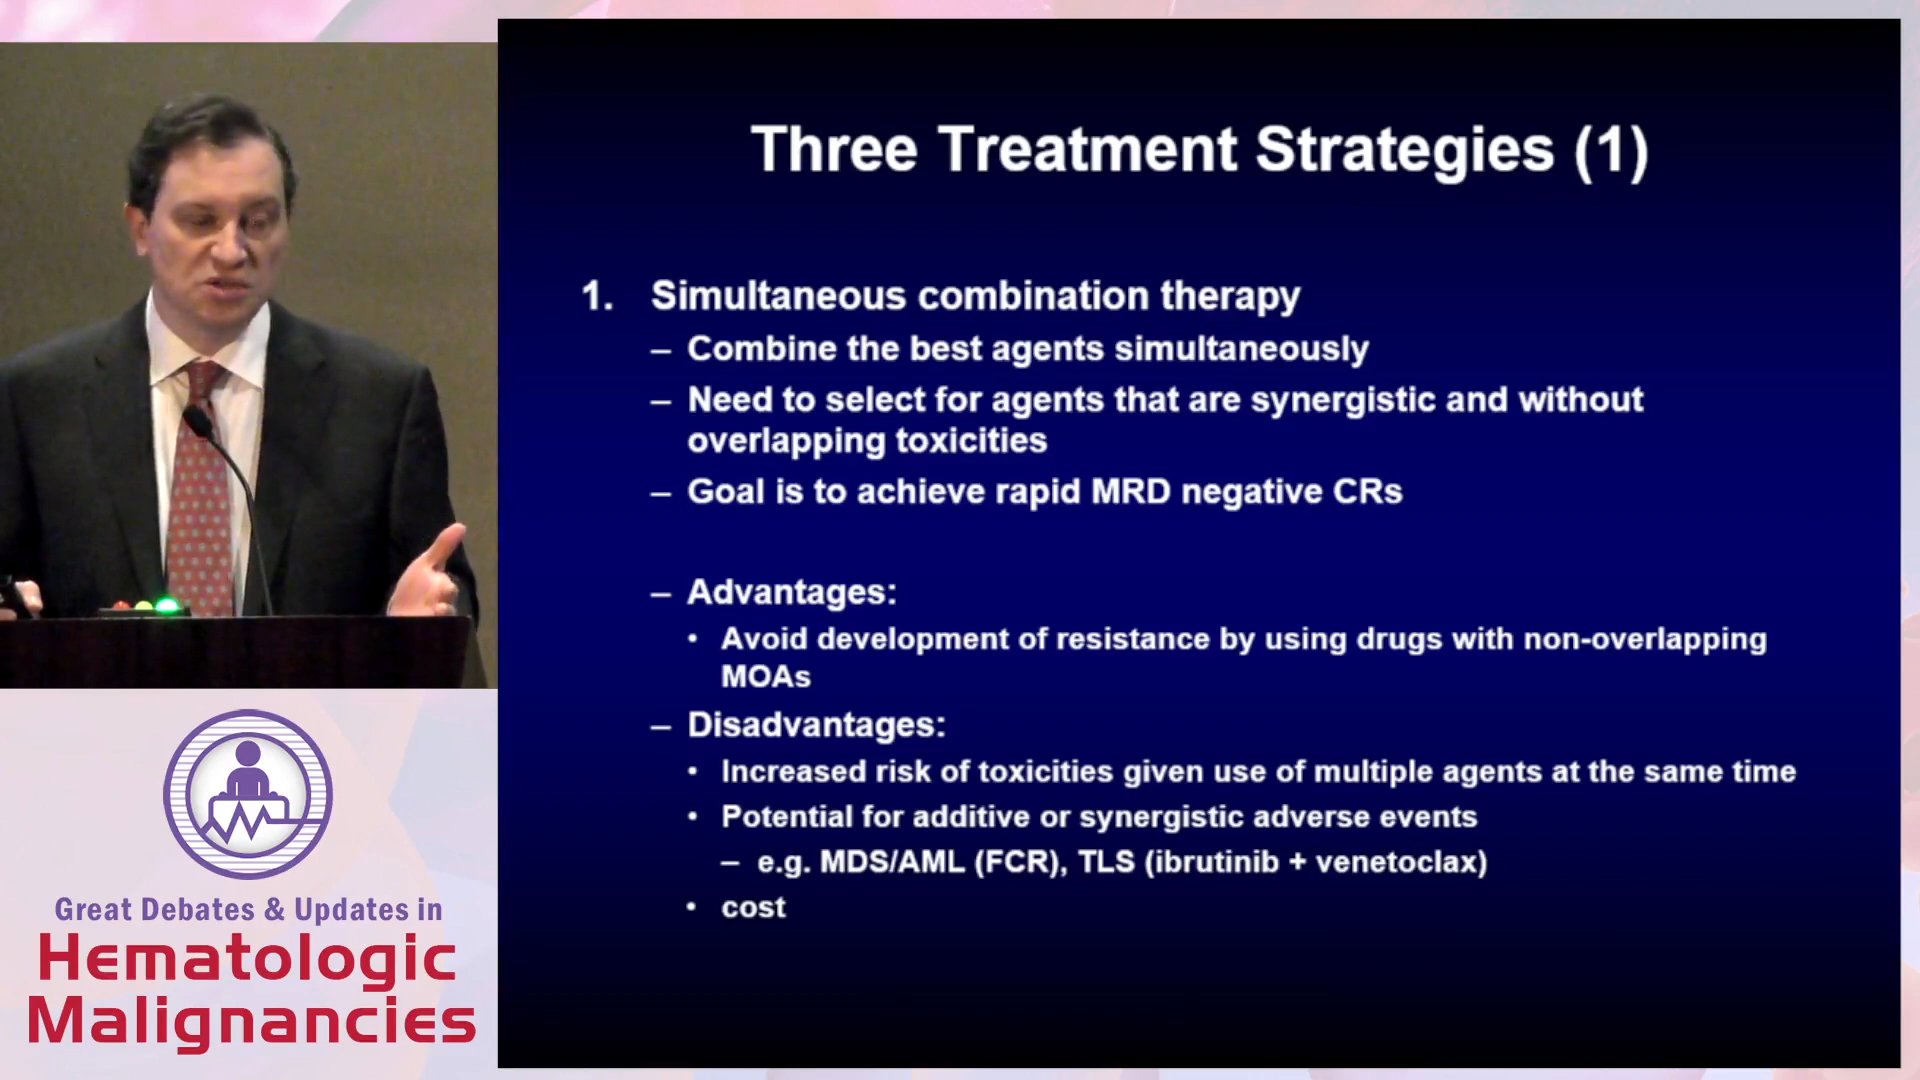 Three Treatment Strategies (1)
1. Simultaneous combination therapy
– Combine the best agents simultaneously
– Need to select for agents that are synergistic and without
overlapping toxicities
– Goal is to achieve rapid MRD negative CRs
– Advantages:
• Avoid development of resistance by using drugs with non-overlapping
MOAs
– Disadvantages:
• Increased risk of toxicities given use of multiple agents at the same time
• Potential for additive or synergistic adverse events
– e.g. MDS/AML (FCR), TLS (ibrutinib + venetoclax)
• cost
Great Debates & Updates in
Hematologic
Malignancies